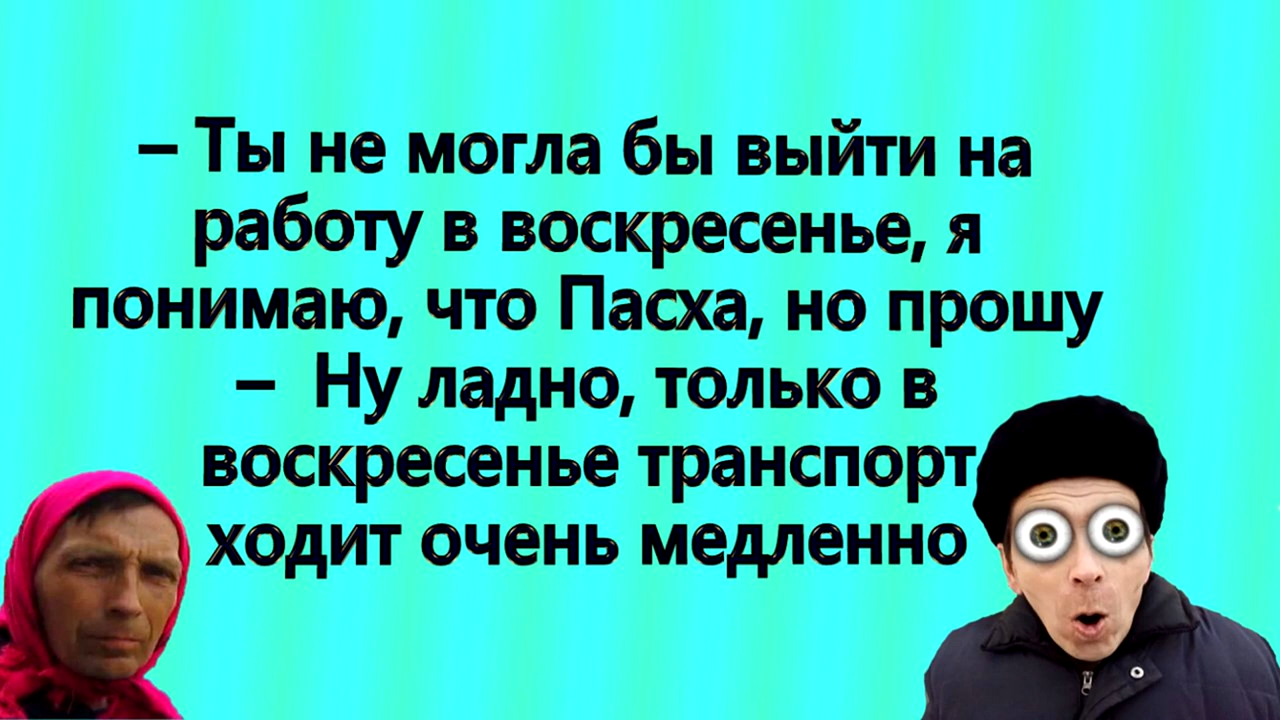 – Ты не могла бы выйти на
работу в воскресенье, я
понимаю, что Пасха, но прошу
– Ну ладно, только в
воскресенье транспорт
ходит очень медленно